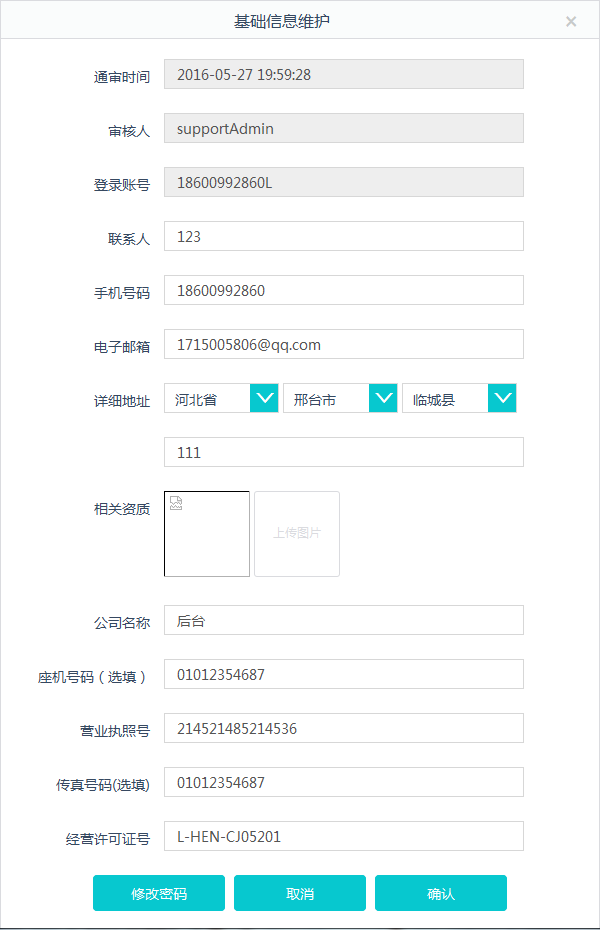 基础信息维护 ×
通审时间 2016-05-27 19:59:28
审核人 supportAdmin
登录账号 18600992860L
联系人 123
手机号码 18600992860
电子邮箱 1715005806@qq.com
详细地址 河北省 邢台市 临城县
111
相关资质 上传图片
公司名称 后台
座机号码（选填） 01012354687
营业执照号 214521485214536
传真号码(选填) 01012354687
经营许可证号 L-HEN-CJ05201
修改密码 取消 确认